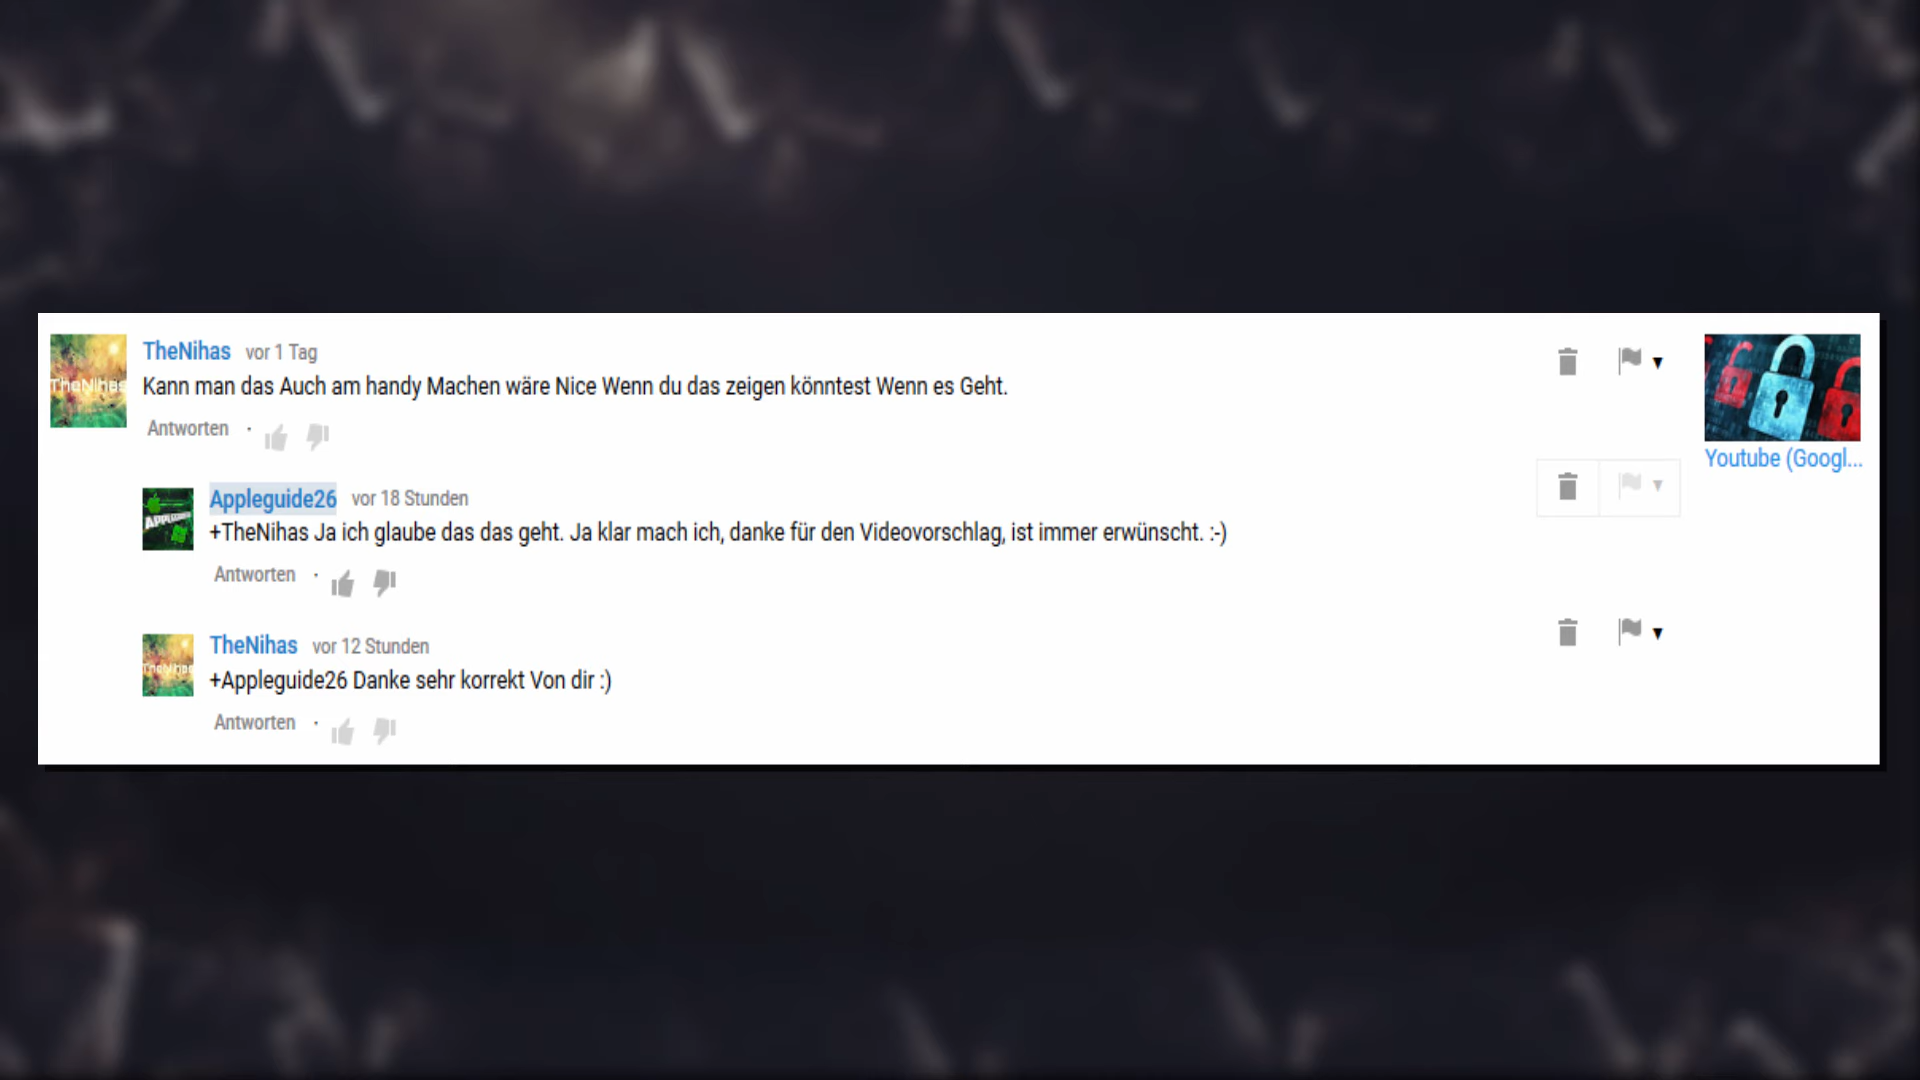 TheNihas
TheNihas vor 1 Tag
Kann man das Auch am handy Machen wäre Nice Wenn du das zeigen könntest Wenn es Geht.
Antworten ·
Youtube (Googl...
Appleguide26 vor 18 Stunden
+TheNihas Ja ich glaube das das geht. Ja klar mach ich, danke für den Videovorschlag, ist immer erwünscht. :-)
Antworten ·
TheNihas
TheNihas vor 12 Stunden
+Appleguide26 Danke sehr korrekt Von dir :)
Antworten ·